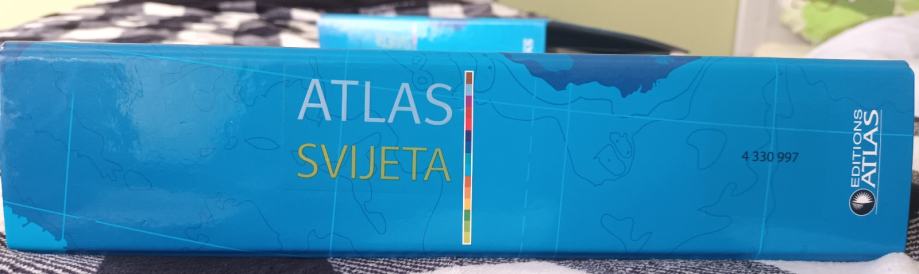 ATLAS
SVIJETA
4 330 997
EDITIONS
ATLAS